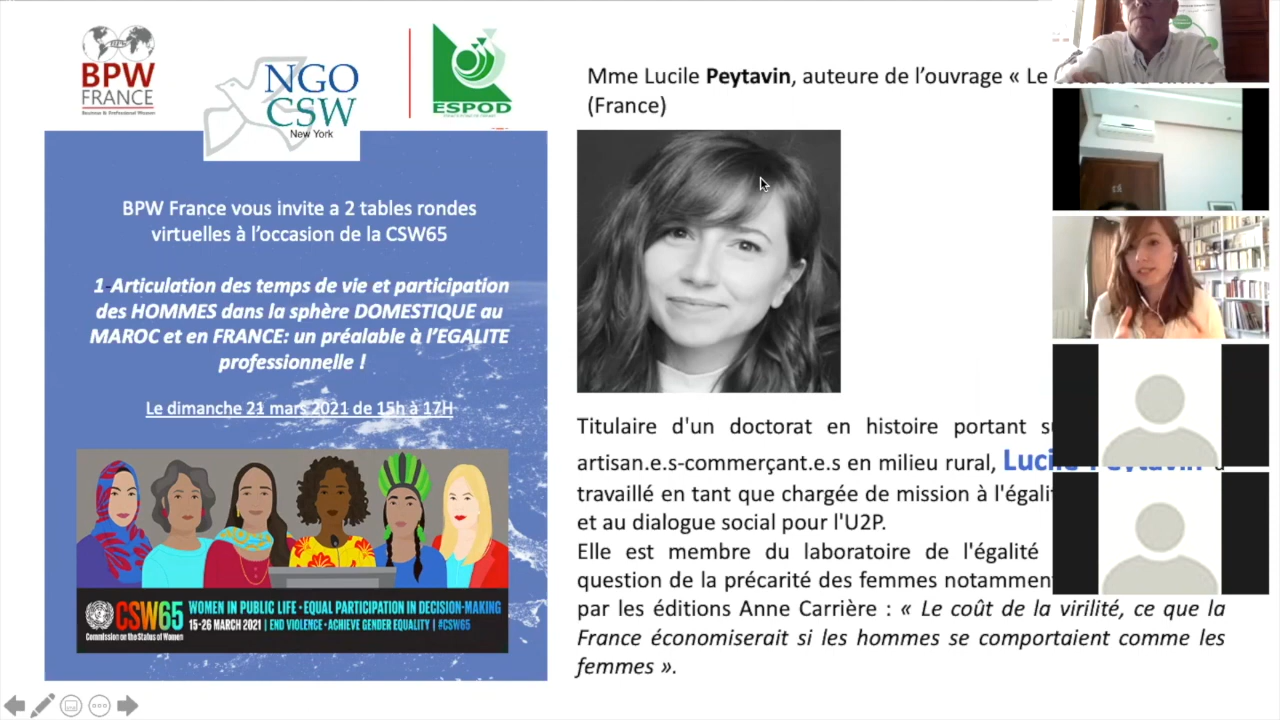 BPW
FRANCE
Business & Professional Women
NGO
CSW
New York
ESPOD
BPW France vous invite a 2 tables rondes
virtuelles à l’occasion de la CSW65
1-Articulation des temps de vie et participation
des HOMMES dans la sphère DOMESTIQUE au
MAROC et en FRANCE: un préalable à l’EGALITE
professionnelle !
Le dimanche 21 mars 2021 de 15h à 17H
CSW65
Commission on the Status of Women
WOMEN IN PUBLIC LIFE • EQUAL PARTICIPATION IN DECISION-MAKING
15-26 MARCH 2021 | END VIOLENCE • ACHIEVE GENDER EQUALITY | #CSW65
Mme Lucile Peytavin, auteure de l’ouvrage « Le
(France)
Titulaire d'un doctorat en histoire portant
artisan.e.s-commerçant.e.s en milieu rural, Lucile Peytavin a
travaillé en tant que chargée de mission à
et au dialogue social pour l'U2P.
Elle est membre du laboratoire de l'égalité
question de la précarité des femmes notamment
par les éditions Anne Carrière : « Le coût de la virilité, ce que la
France économiserait si les hommes se comportaient comme les
femmes ».